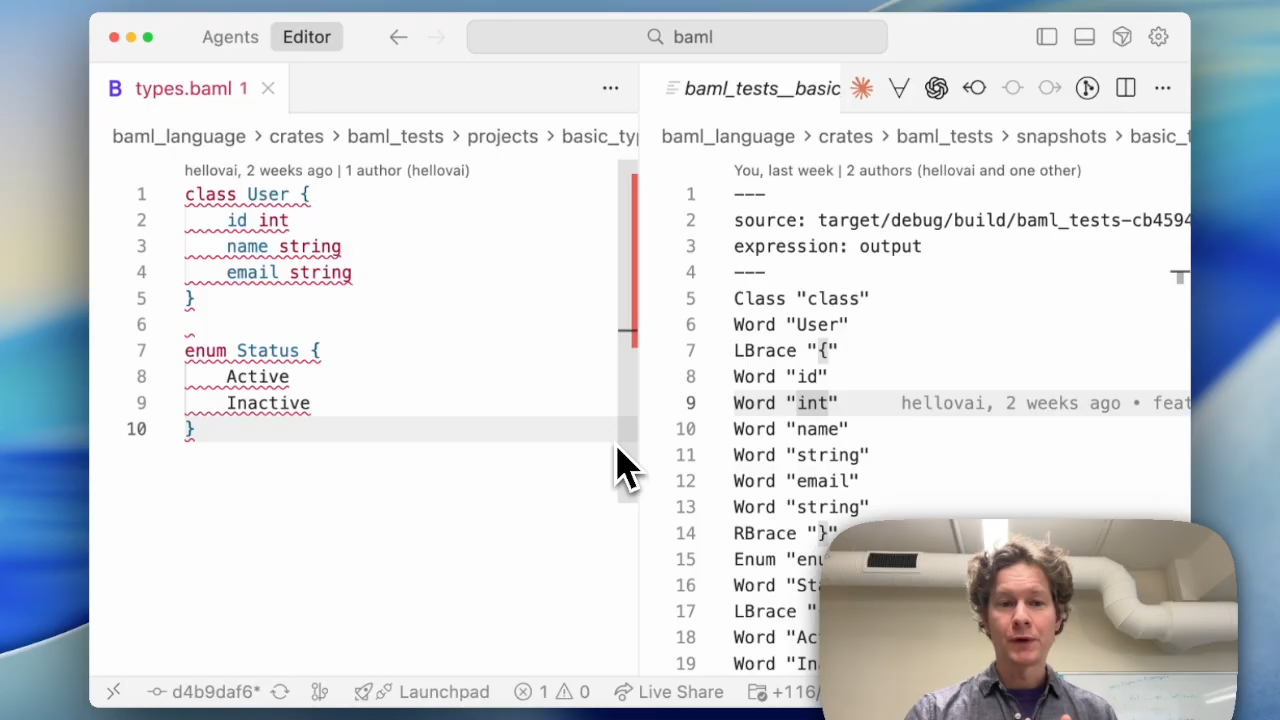 Agents
Editor
baml
types.baml 1
baml_tests__basic
baml_language > crates > baml_tests > projects > basic_ty
baml_language > crates > baml_tests > snapshots > basic_t
hellovai, 2 weeks ago | 1 author (hellovai)
1 class User {
2 id int
3 name string
4 email string
5 }
6
7 enum Status {
8 Active
9 Inactive
10 }
You, last week | 2 authors (hellovai and one other)
1 ---
2 source: target/debug/build/baml_tests-cb4594
3 expression: output
4 ---
5 Class "class"
6 Word "User"
7 LBrace "{"
8 Word "id"
9 Word "int" hellovai, 2 weeks ago • feat
10 Word "name"
11 Word "string"
12 Word "email"
13 Word "string"
14 RBrace "}"
15 Enum "enu
16 Word "Sta
17 LBrace "
18 Word "Ac
19 Word "Ina
d4b9daf6*
Launchpad
1
0
Live Share
+116/